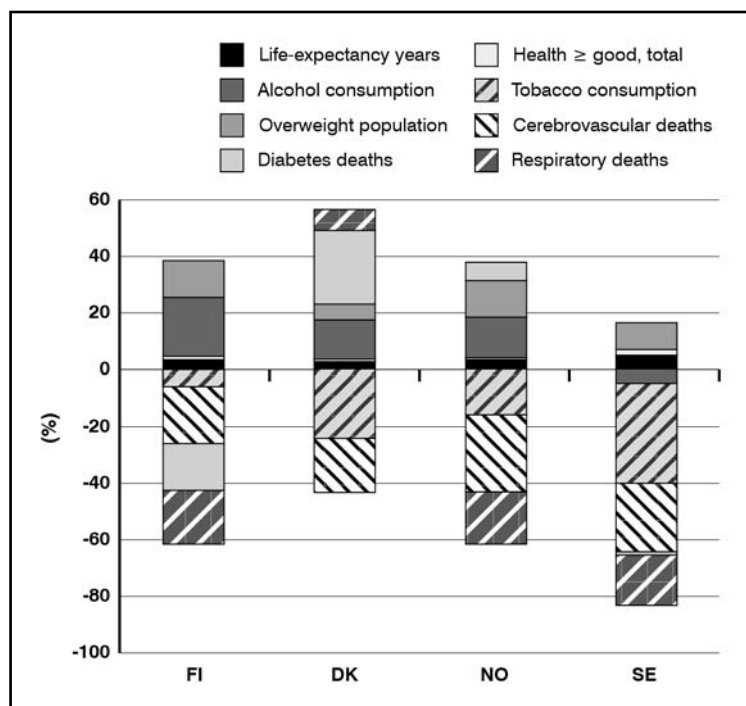 Life-expectancy years
Health ≥ good, total
Alcohol consumption
Tobacco consumption
Overweight population
Cerebrovascular deaths
Diabetes deaths
Respiratory deaths
60
40
20
0
-20
-40
-60
-80
-100
(%)
FI DK NO SE